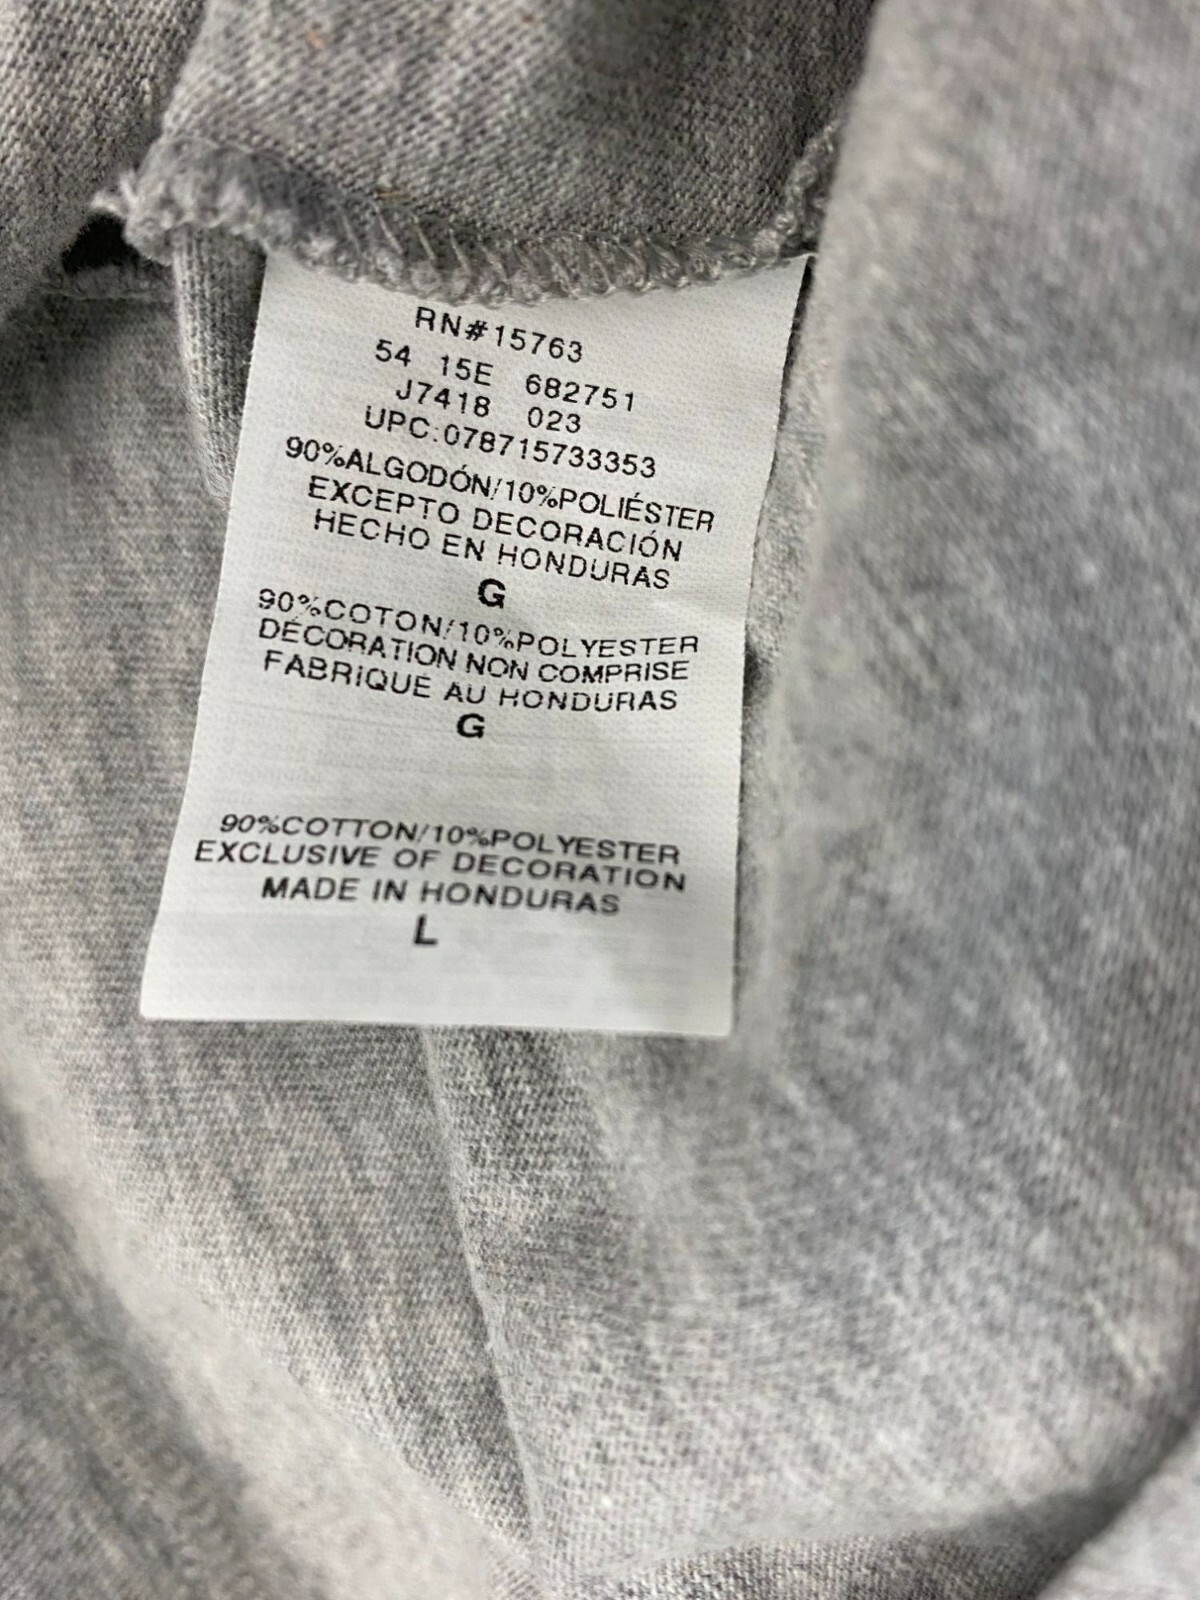 RN#15763
54 15E 682751
J7418 023
UPC:078715733353
90%ALGODÓN/10%POLIÉSTER
EXCEPTO DECORACIÓN
HECHO EN HONDURAS
G
90%COTON/10%POLYESTER
DÉCORATION NON COMPRISE
FABRIQUE AU HONDURAS
G
90%COTTON/10%POLYESTER
EXCLUSIVE OF DECORATION
MADE IN HONDURAS
L